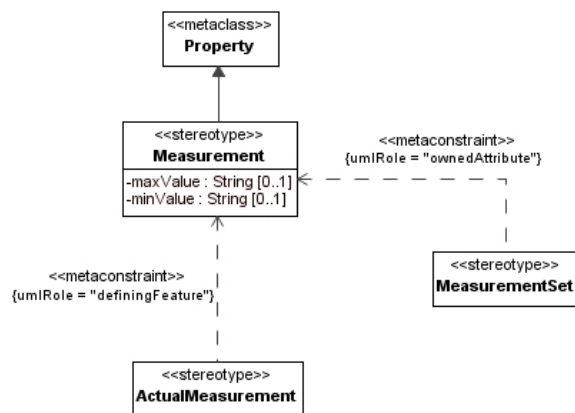 <<metaclass>>
Property
<<stereotype>>
Measurement
-maxValue : String [0..1]
-minValue : String [0..1]
<<metaconstraint>>
{umlRole = "ownedAttribute"}
<<stereotype>>
MeasurementSet
<<metaconstraint>>
{umlRole = "definingFeature"}
<<stereotype>>
ActualMeasurement